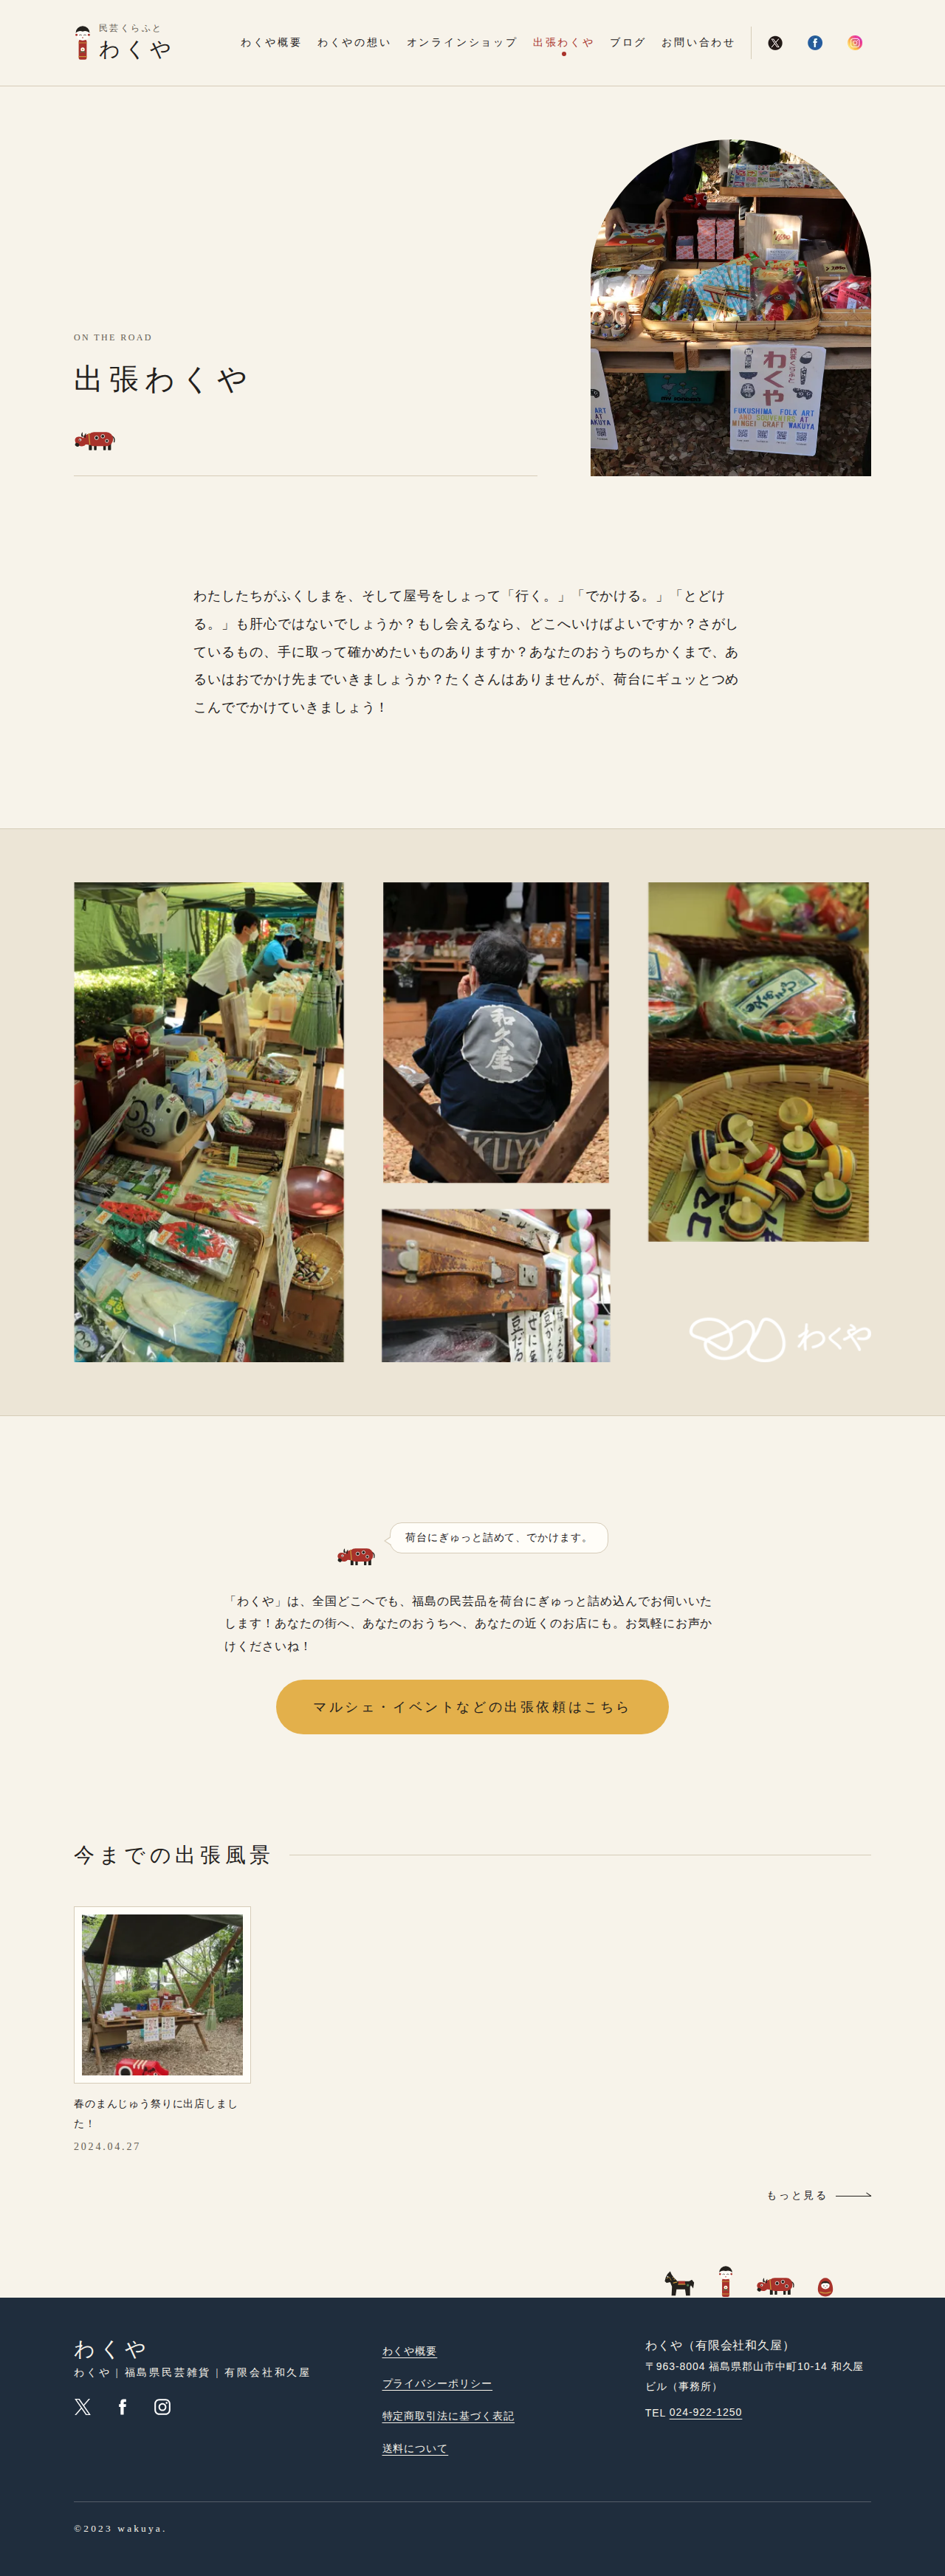 民芸くらふと
わくや
わくや概要
わくやの想い
オンラインショップ
出張わくや
ブログ
お問い合わせ
ON THE ROAD
出張わくや
民芸くらふと
わくや
FUKUSHIMA FOLK ART
AND SOUVENIRS AT
MINGEI CRAFT WAKUYA
わたしたちがふくしまを、そして屋号をしょって「行く。」「でかける。」「とどけ
る。」も肝心ではないでしょうか？もし会えるなら、どこへいけばよいですか？さがし
ているもの、手に取って確かめたいものありますか？あなたのおうちのちかくまで、あ
るいはおでかけ先までいきましょうか？たくさんはありませんが、荷台にギュッとつめ
こんででかけていきましょう！
和久屋
わくや
荷台にぎゅっと詰めて、でかけます。
「わくや」は、全国どこへでも、福島の民芸品を荷台にぎゅっと詰め込んでお伺いいた
します！あなたの街へ、あなたのおうちへ、あなたの近くのお店にも。お気軽にお声か
けくださいね！
マルシェ・イベントなどの出張依頼はこちら
今までの出張風景
春のまんじゅう祭りに出店しまし
た！
2024.04.27
もっと見る
わくや
わくや｜福島県民芸雑貨｜有限会社和久屋
わくや概要
プライバシーポリシー
特定商取引法に基づく表記
送料について
わくや（有限会社和久屋）
〒963-8004 福島県郡山市中町10-14 和久屋
ビル（事務所）
TEL 024-922-1250
©2023 wakuya.